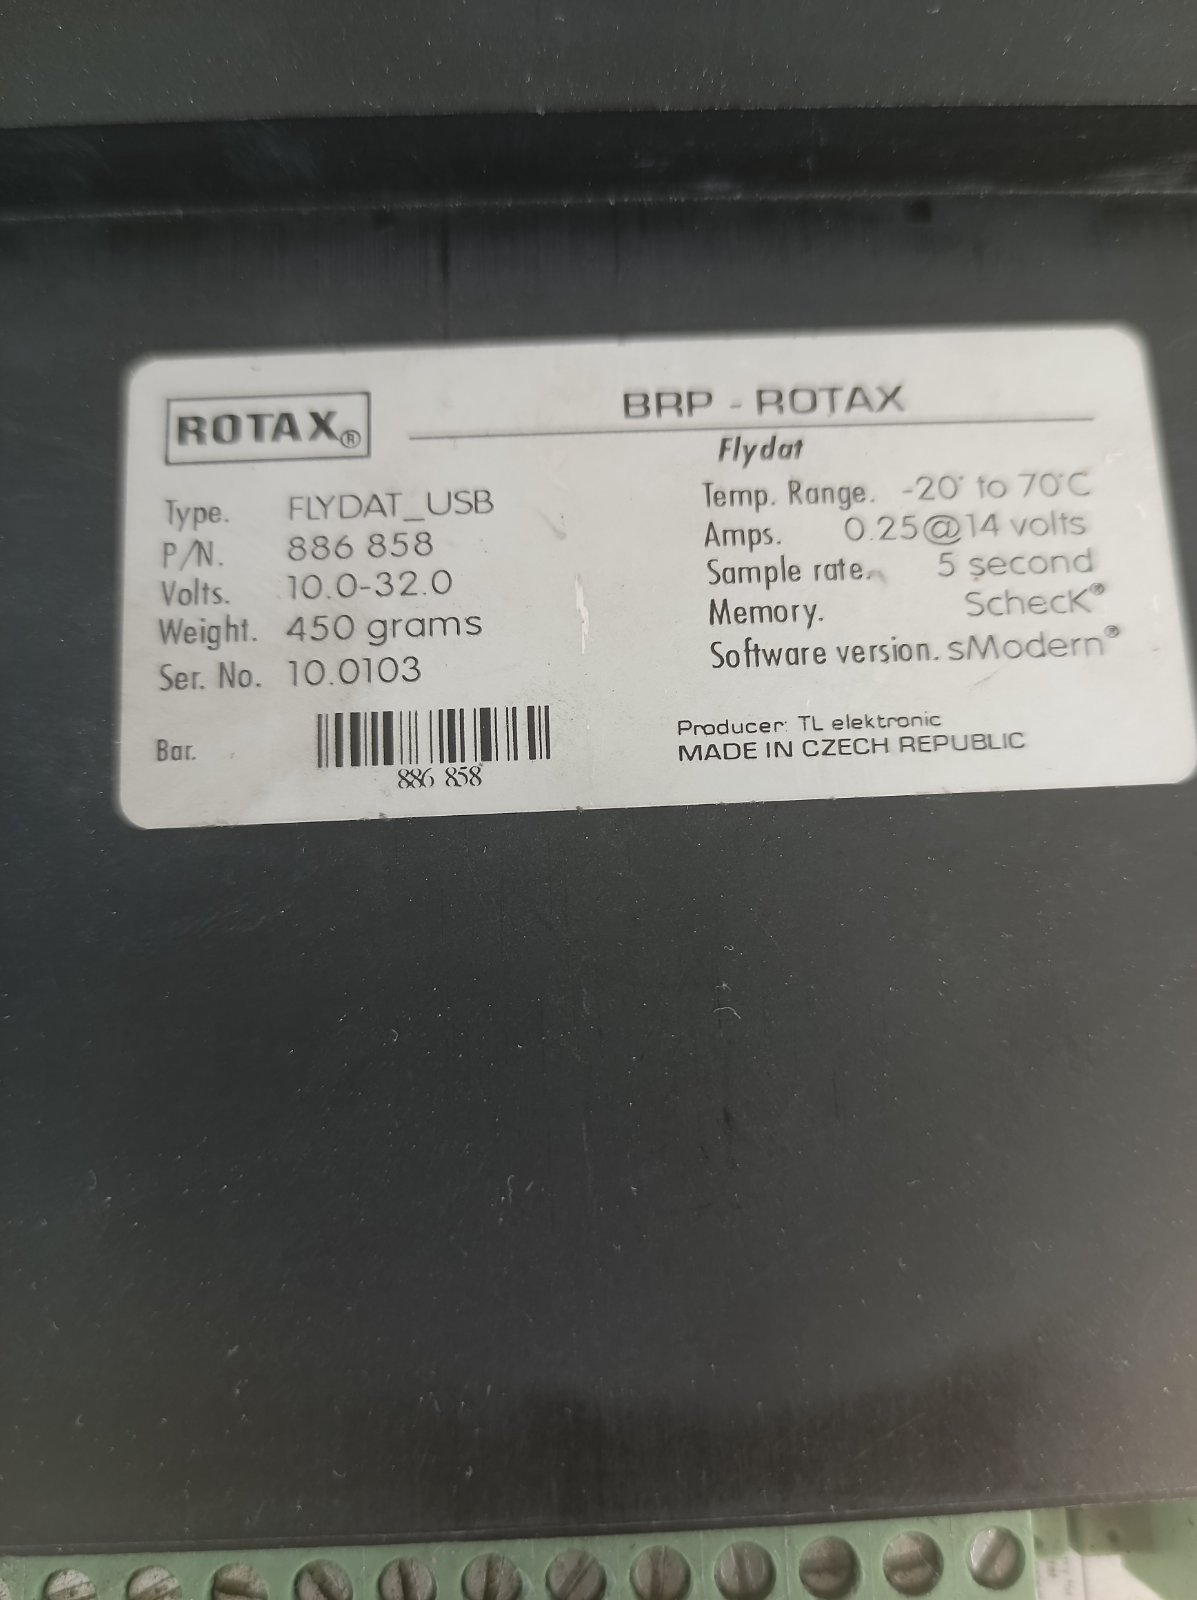 ROTAX®
BRP - ROTAX
Flydat
Type. FLYDAT_USB
P/N. 886 858
Volts. 10.0-32.0
Weight. 450 grams
Ser. No. 10.0103
Bar.
886 858
Temp. Range. -20° to 70°C
Amps. 0.25@14 volts
Sample rate. 5 second
Memory. SchecK®
Software version. sModern®
Producer: TL elektronic
MADE IN CZECH REPUBLIC